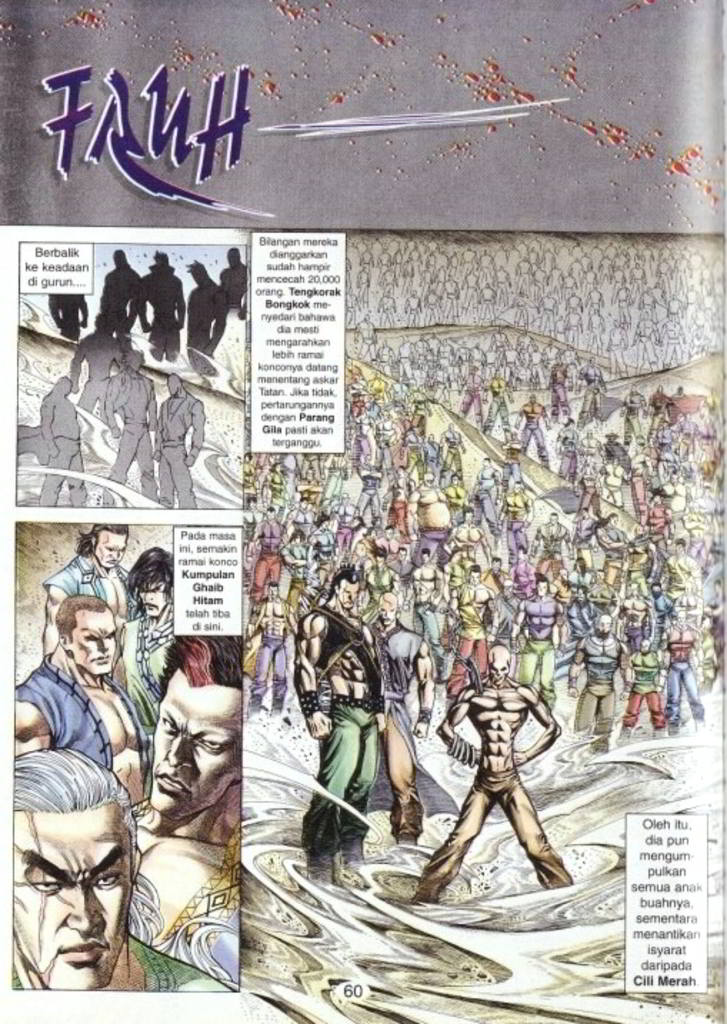 FRUH
Berbalik
ke keadaan
di gurun....
Bilangan mereka
dianggarkan
sudah hampir
mencecah 20,000
orang. Tengkorak
Bongkok me-
nyedari bahawa
dia mesti
mengarahkan
lebih ramai
konconya datang
menentang askar
Tatan. Jika tidak,
pertarungannya
dengan Parang
Gila pasti akan
terganggu.
Pada masa
ini, semakin
ramai konco
Kumpulan
Ghaib
Hitam
telah tiba
di sini.
Oleh itu,
dia pun
mengum-
pulkan
semua anak
buahnya,
sementara
menantikan
isyarat
daripada
Cili Merah.
60